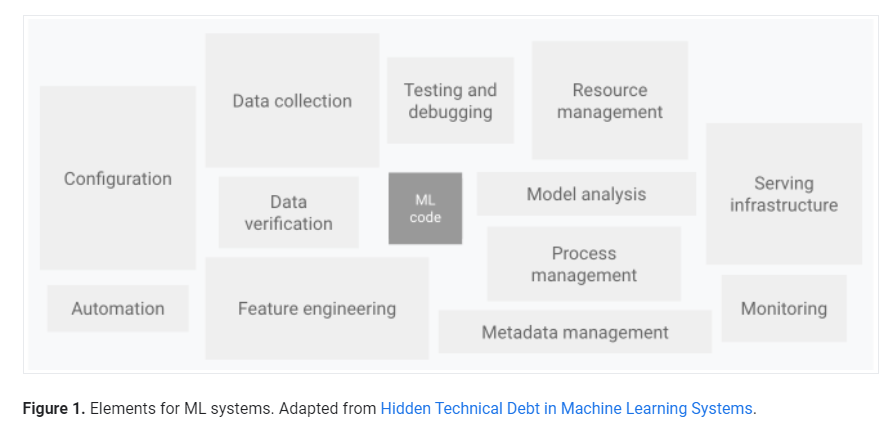 Data collection
Testing and
debugging
Resource
management
Configuration
Data
verification
ML
code
Model analysis
Serving
infrastructure
Process
management
Automation
Feature engineering
Metadata management
Monitoring
Figure 1. Elements for ML systems. Adapted from Hidden Technical Debt in Machine Learning Systems.